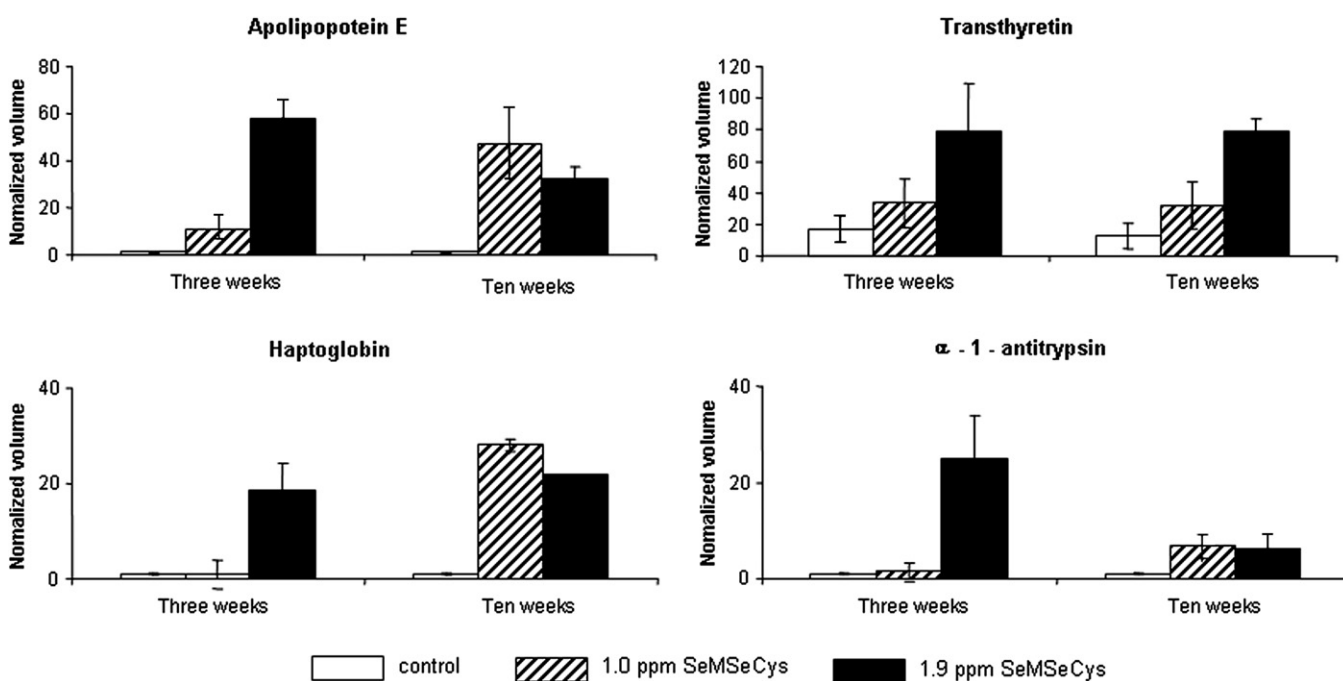 Apolipopotein E
Nomalized volume
80
60
40
20
0
Three weeks
Ten weeks
Transthyretin
Nomalized volume
120
100
80
60
40
20
0
Three weeks
Ten weeks
Haptoglobin
Nomalized volume
40
20
0
Three weeks
Ten weeks
α - 1 - antitrypsin
Nomalized volume
40
20
0
Three weeks
Ten weeks
control
1.0 ppm SeMSeCys
1.9 ppm SeMSeCys